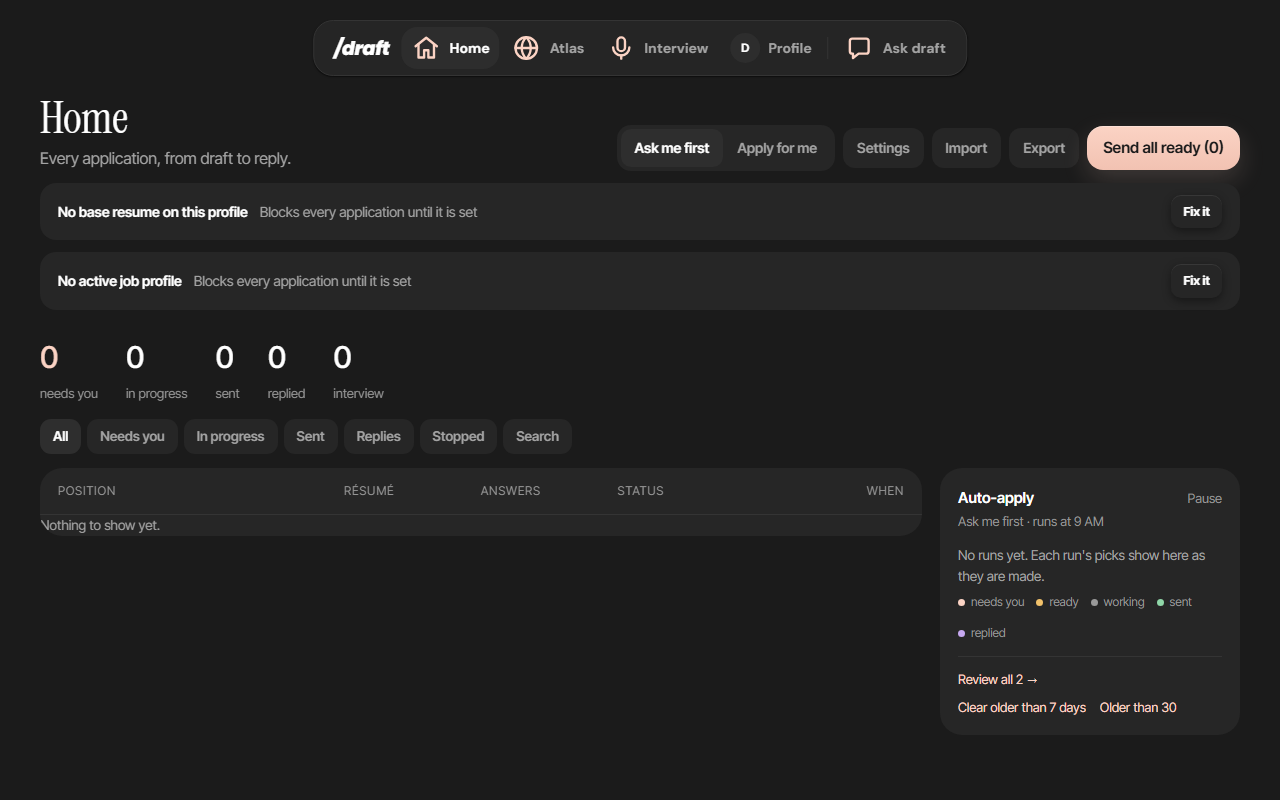 /draft Home Atlas Interview D Profile Ask draft
Home
Every application, from draft to reply.
Ask me first Apply for me Settings Import Export Send all ready (0)
No base resume on this profile Blocks every application until it is set Fix it
No active job profile Blocks every application until it is set Fix it
0 0 0 0 0
needs you in progress sent replied interview
All Needs you In progress Sent Replies Stopped Search
POSITION RÉSUMÉ ANSWERS STATUS WHEN
Nothing to show yet.
Auto-apply Pause
Ask me first · runs at 9 AM
No runs yet. Each run's picks show here as
they are made.
needs you ready working sent
replied
Review all 2 →
Clear older than 7 days Older than 30